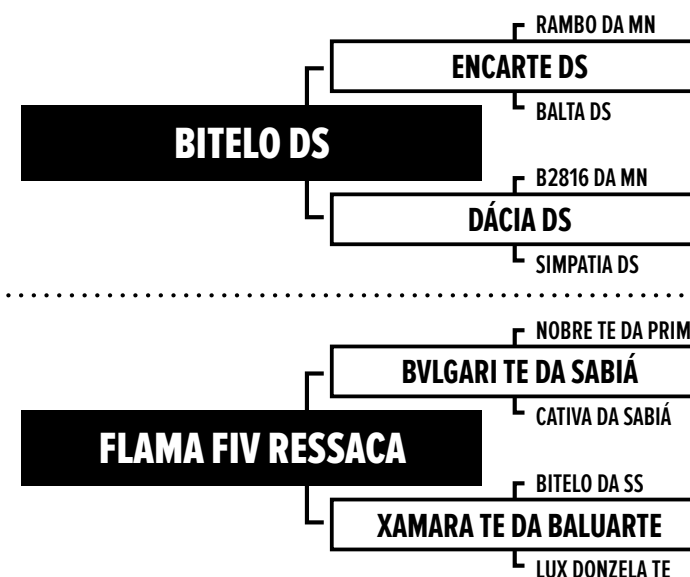 RAMBO DA MN
ENCARTE DS
BALTA DS
BITELO DS
B2816 DA MN
DÁCIA DS
SIMPATIA DS
NOBRE TE DA PRIM
BVLGARI TE DA SABIÁ
CATIVA DA SABIÁ
FLAMA FIV RESSACA
BITELO DA SS
XAMARA TE DA BALUARTE
LUX DONZELA TE